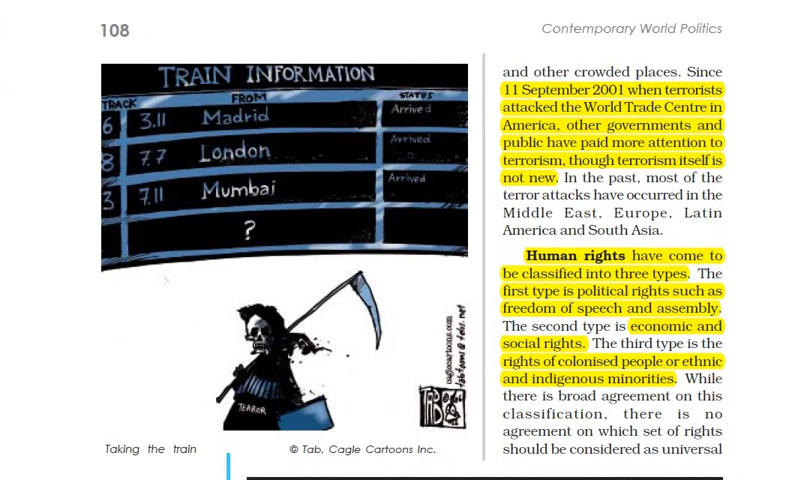 108
Contemporary World Politics
TRAIN INFORMATION
TRACK FROM STATUS
6 3.11 Madrid Arrived
8 7.7 London Arrived
3 7.11 Mumbai Arrived
?
TERROR
cagle
tabtoons@telus.net
TAB
Taking the train
© Tab, Cagle Cartoons Inc.
and other crowded places. Since
11 September 2001 when terrorists
attacked the World Trade Centre in
America, other governments and
public have paid more attention to
terrorism, though terrorism itself is
not new. In the past, most of the
terror attacks have occurred in the
Middle East, Europe, Latin
America and South Asia.
Human rights have come to
be classified into three types. The
first type is political rights such as
freedom of speech and assembly.
The second type is economic and
social rights. The third type is the
rights of colonised people or ethnic
and indigenous minorities. While
there is broad agreement on this
classification, there is no
agreement on which set of rights
should be considered as universal